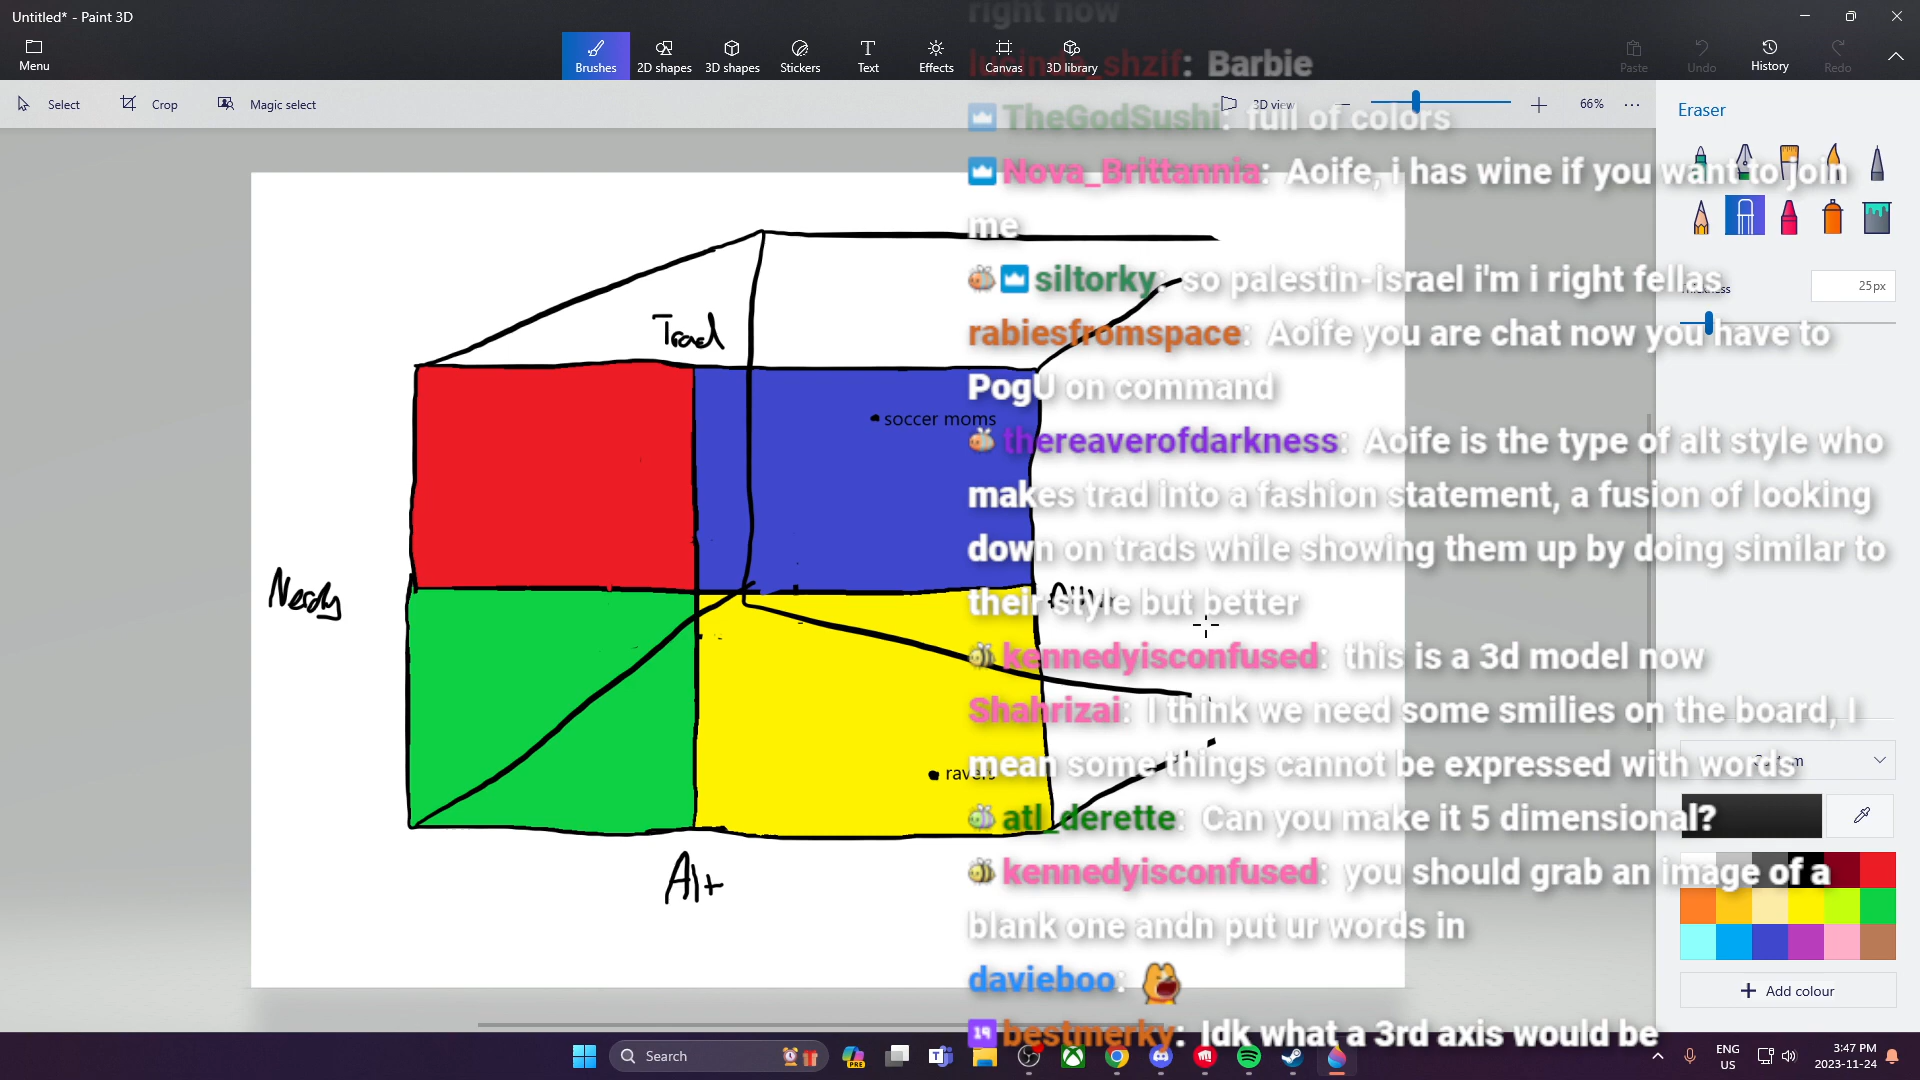 Untitled* - Paint 3D
right now
Menu
Brushes
2D shapes
3D shapes
Stickers
Text
Effects
Canvas
3D library
Paste
Undo
History
Redo
lucinda_shzif: Barbie
Select
Crop
Magic select
3D view
66%
Eraser
TheGodSushi: full of colors
Nova_Brittannia: Aoife, i has wine if you want to join
me
siltorky: so palestin-israel i'm i right fellas
25px
rabiesfromspace: Aoife you are chat now you have to
PogU on command
Trad
soccer moms
thereaverofdarkness: Aoife is the type of alt style who
makes trad into a fashion statement, a fusion of looking
down on trads while showing them up by doing similar to
their style but better
Nerdy
kennedyisconfused: this is a 3d model now
Shahrizai: I think we need some smilies on the board, I
mean some things cannot be expressed with words
ravers
atl_derette: Can you make it 5 dimensional?
Alt
kennedyisconfused: you should grab an image of a
blank one andn put ur words in
davieboo:
Add colour
19 bestmerky: Idk what a 3rd axis would be
Search
PRE
ENG
US
3:47 PM
2023-11-24